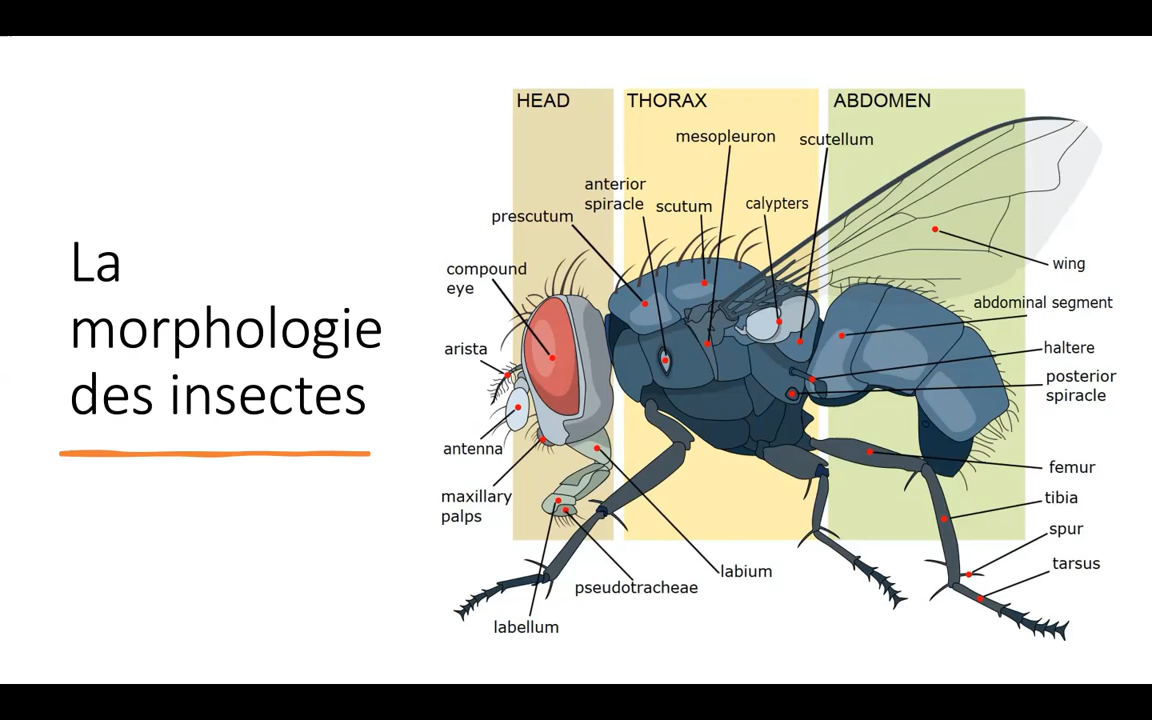 La
morphologie
des insectes
HEAD
THORAX
ABDOMEN
mesopleuron
scutellum
anterior
spiracle
scutum
calypters
prescutum
compound
eye
arista
antenna
maxillary
palps
labellum
pseudotracheae
labium
wing
abdominal segment
haltere
posterior
spiracle
femur
tibia
spur
tarsus